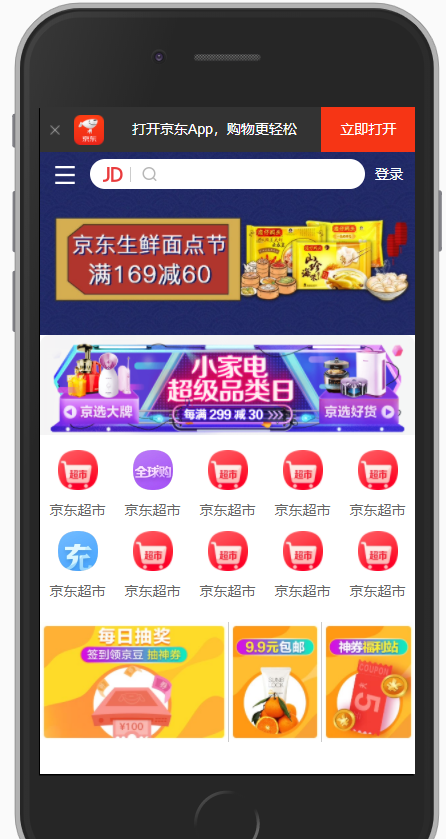 京东
打开京东App，购物更轻松
立即打开
JD
登录
京东生鲜面点节
满169减60
小家电
超级品类日
京选大牌
每满 299 减 30
京选好货
超市
全球购
超市
超市
超市
京东超市
京东超市
京东超市
京东超市
京东超市
充
超市
超市
超市
超市
京东超市
京东超市
京东超市
京东超市
京东超市
每日抽奖
签到领京豆 抽神券
¥100
9.9元包邮
神券福利站
COUPON
5